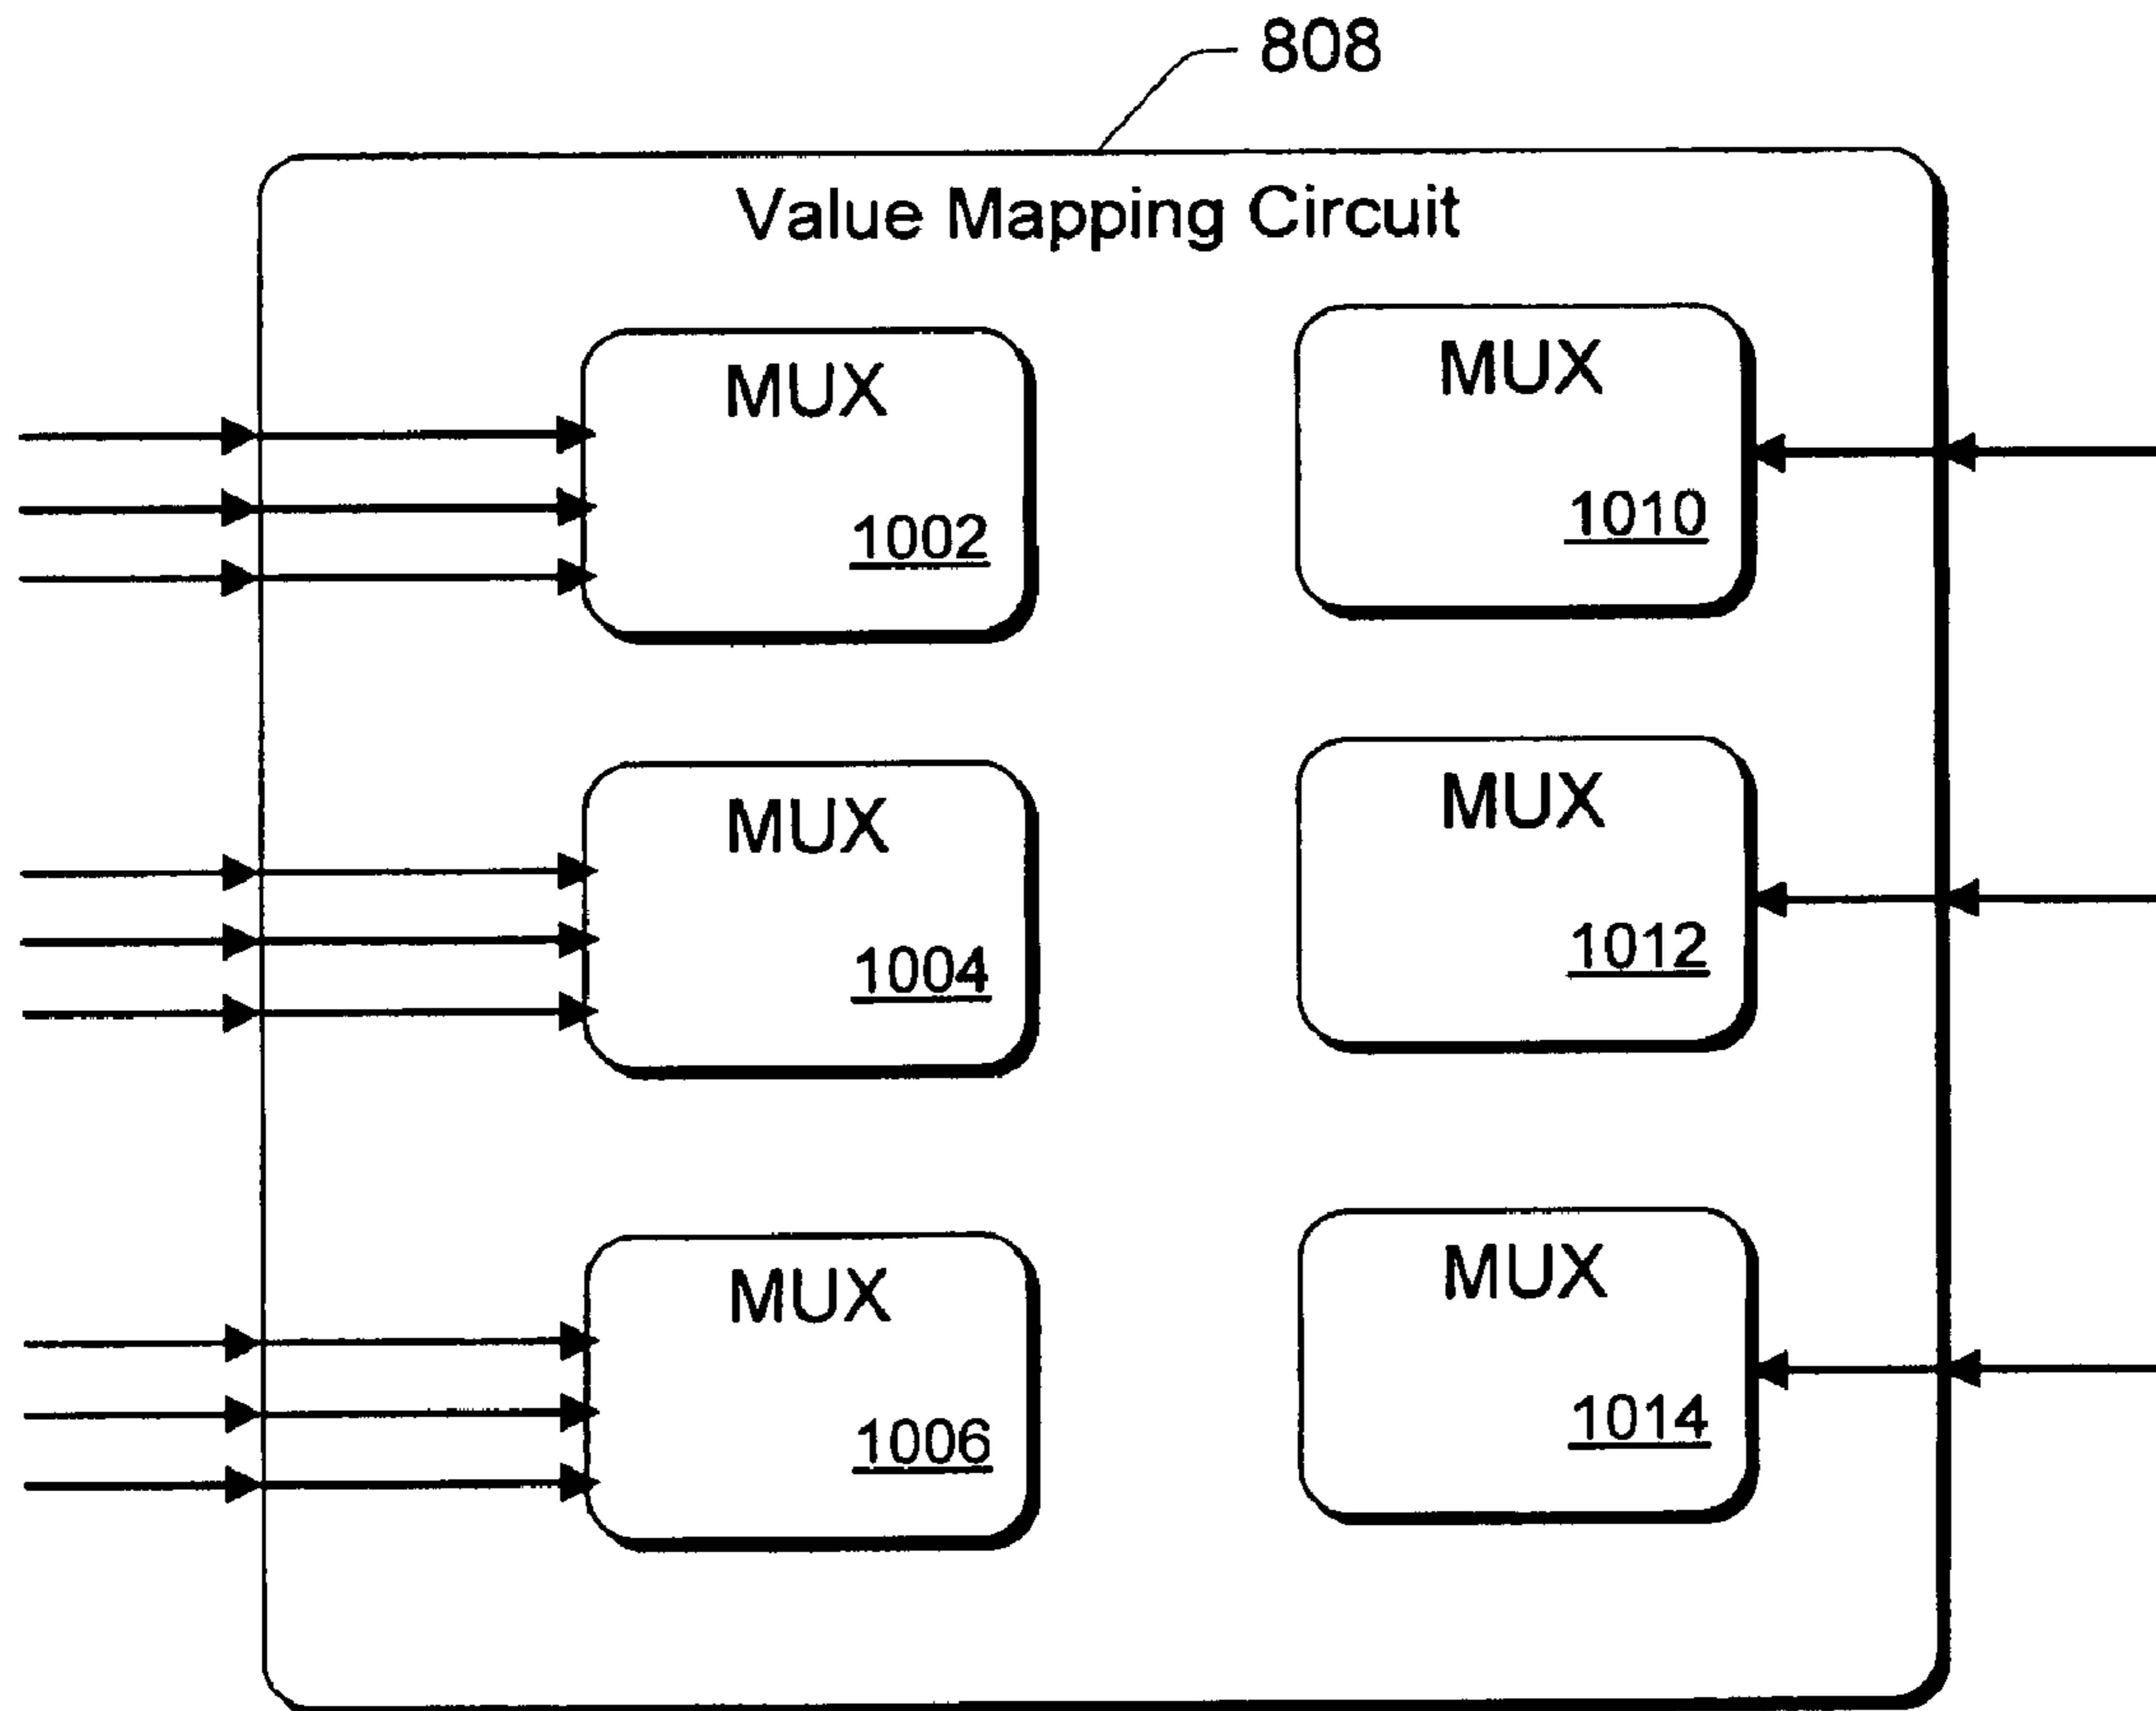 808
Value Mapping Circuit
MUX
1002
MUX
1010
MUX
1004
MUX
1012
MUX
1006
MUX
1014